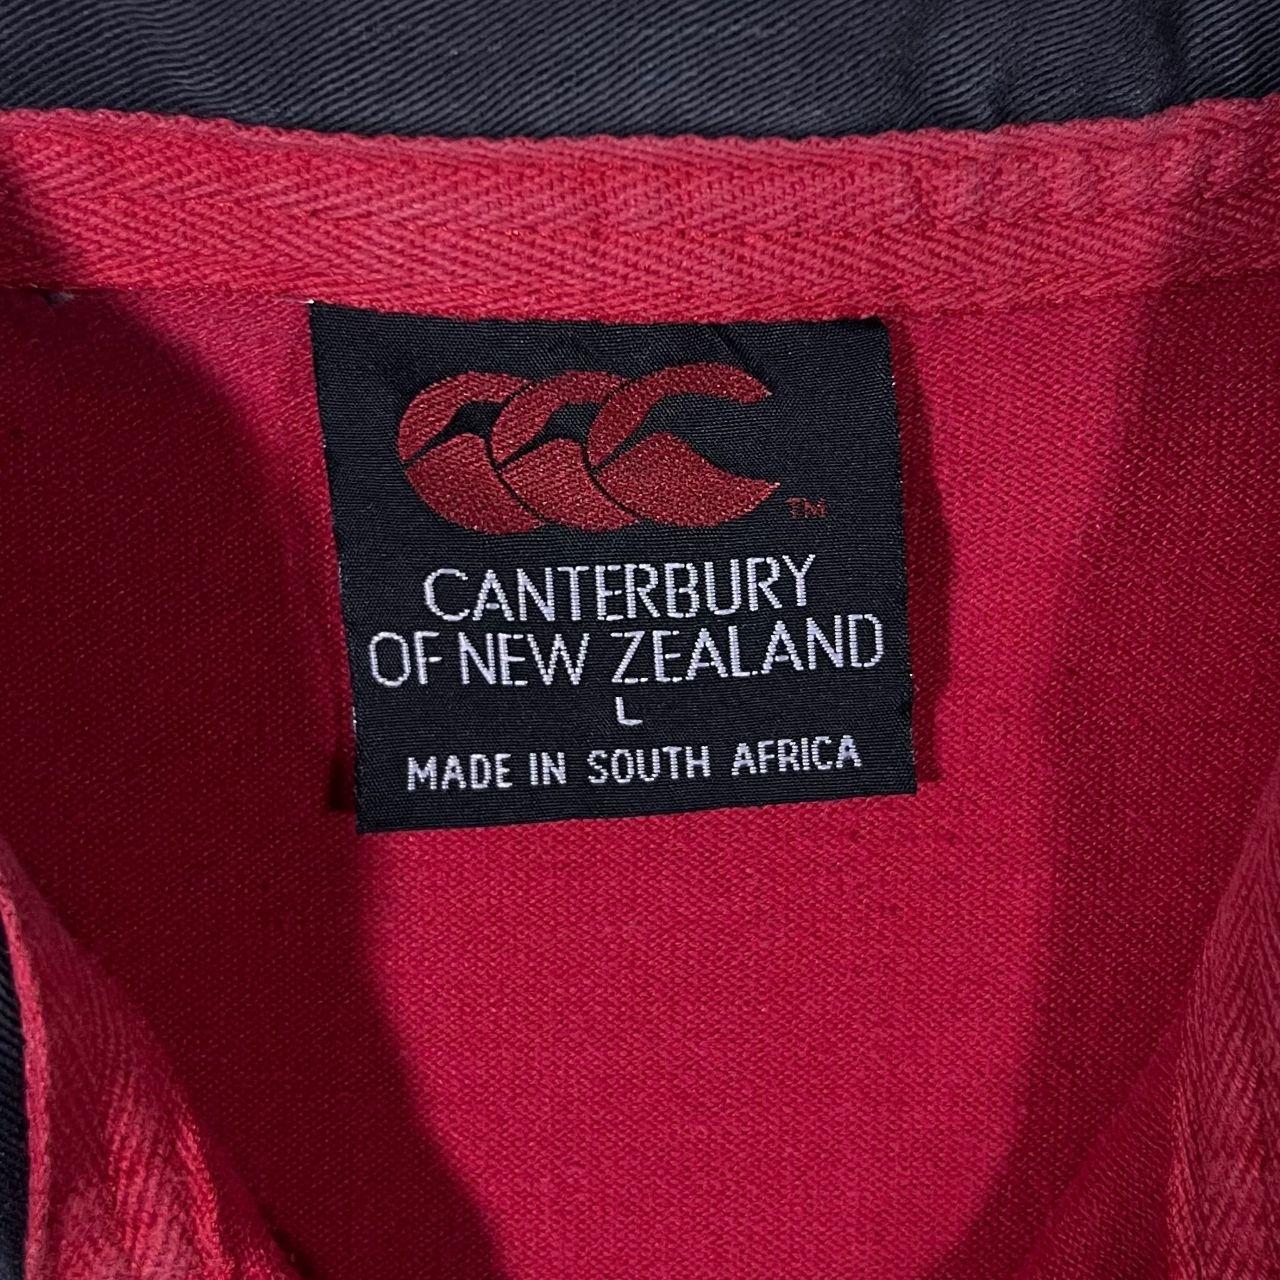 TM
CANTERBURY
OF NEW ZEALAND
L
MADE IN SOUTH AFRICA